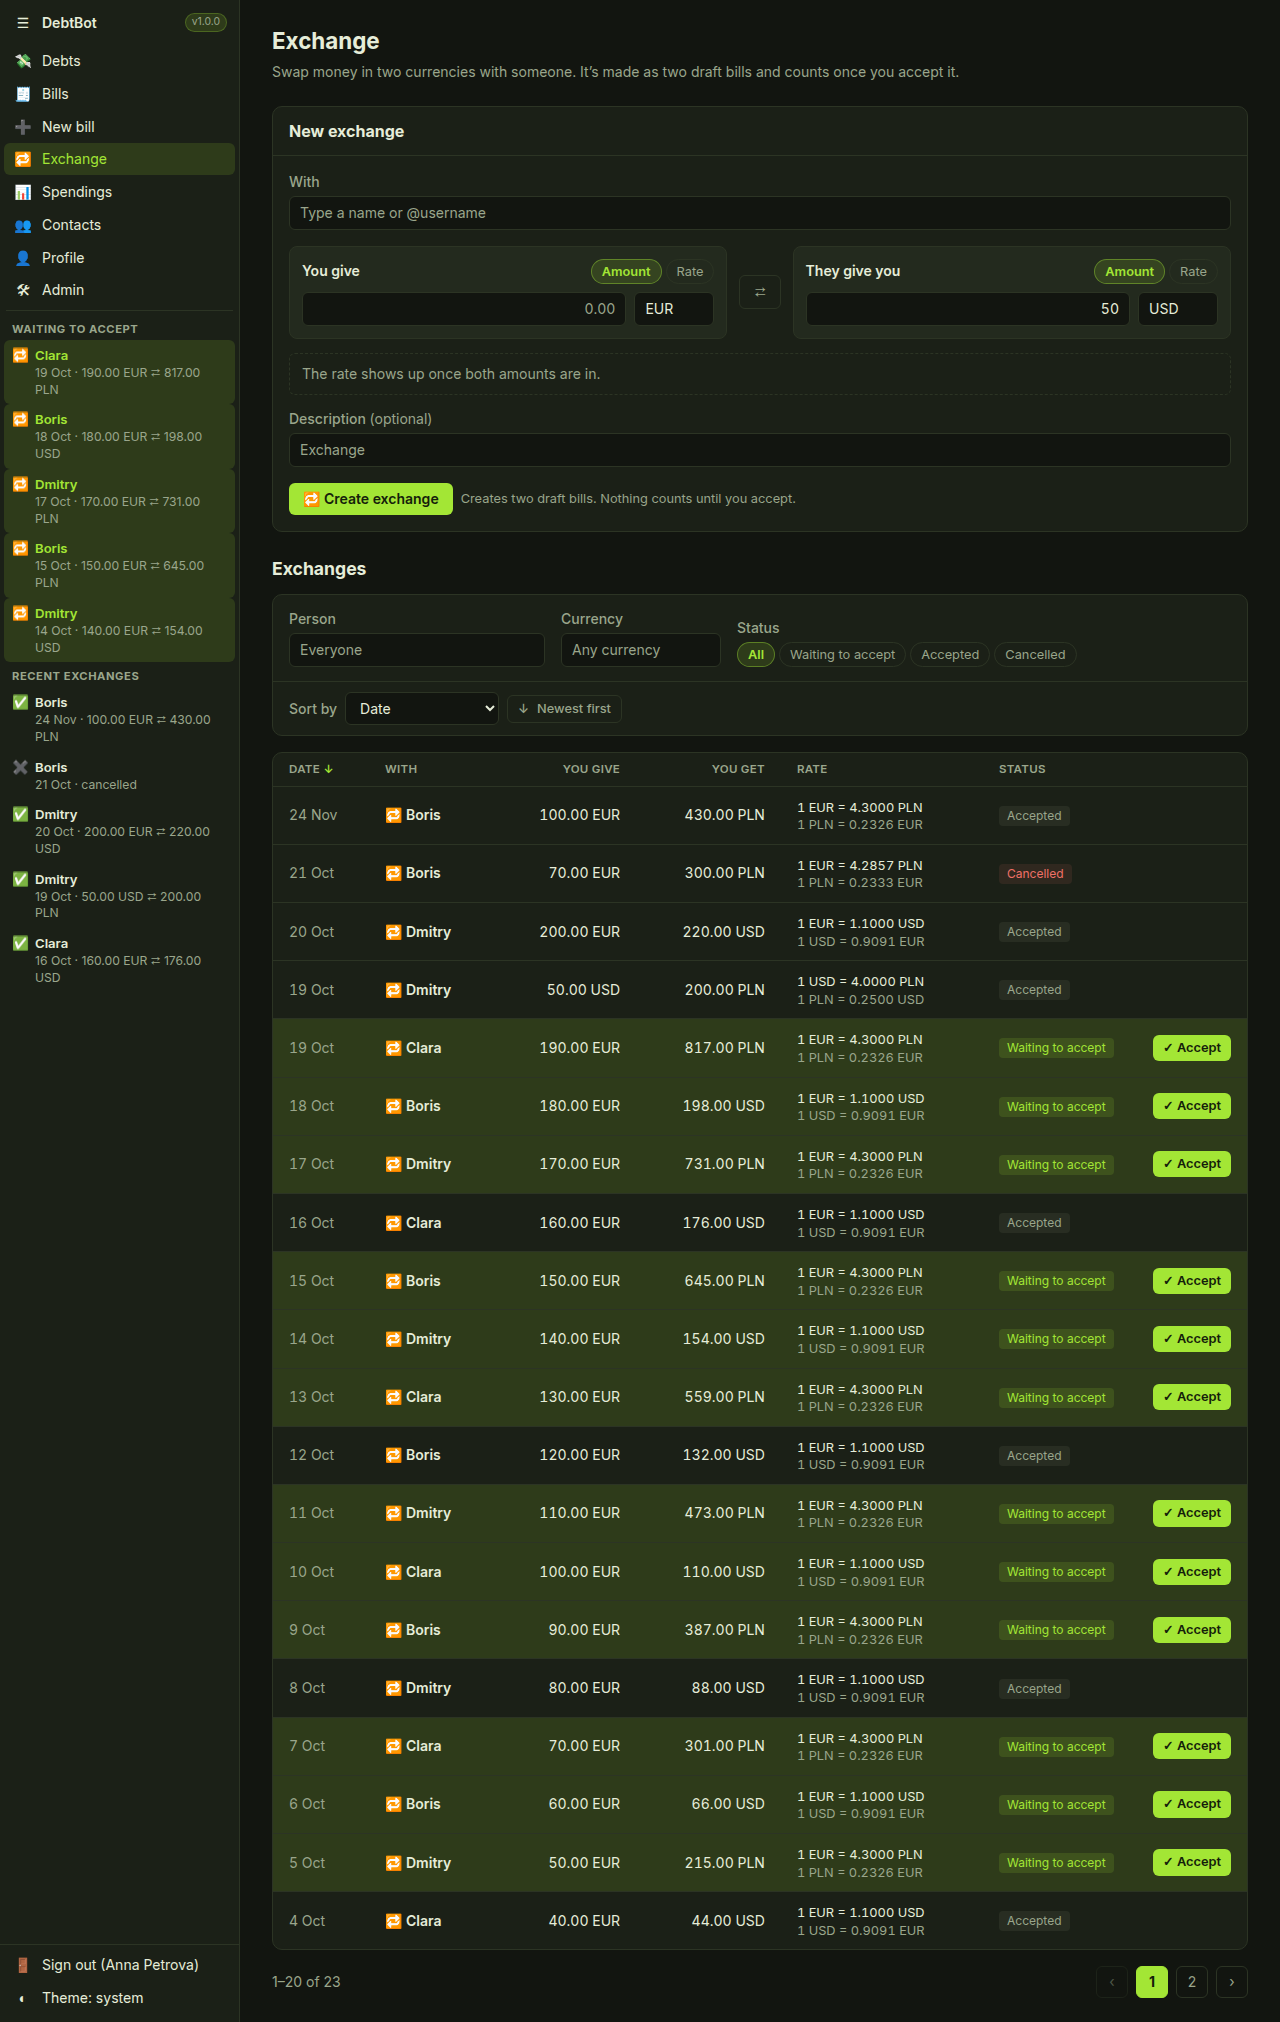 ☰ DebtBot v1.0.0
Debts
Bills
New bill
Exchange
Spendings
Contacts
Profile
Admin
WAITING TO ACCEPT
Clara
19 Oct · 190.00 EUR ⇄ 817.00
PLN
Boris
18 Oct · 180.00 EUR ⇄ 198.00
USD
Dmitry
17 Oct · 170.00 EUR ⇄ 731.00
PLN
Boris
15 Oct · 150.00 EUR ⇄ 645.00
PLN
Dmitry
14 Oct · 140.00 EUR ⇄ 154.00
USD
RECENT EXCHANGES
Boris
24 Nov · 100.00 EUR ⇄ 430.00
PLN
Boris
21 Oct · cancelled
Dmitry
20 Oct · 200.00 EUR ⇄ 220.00
USD
Dmitry
19 Oct · 50.00 USD ⇄ 200.00
PLN
Clara
16 Oct · 160.00 EUR ⇄ 176.00
USD
Sign out (Anna Petrova)
Theme: system
Exchange
Swap money in two currencies with someone. It’s made as two draft bills and counts once you accept it.
New exchange
With
Type a name or @username
You give Amount Rate
0.00 EUR
⇄
They give you Amount Rate
50 USD
The rate shows up once both amounts are in.
Description (optional)
Exchange
Create exchange Creates two draft bills. Nothing counts until you accept.
Exchanges
Person Currency Status
Everyone Any currency All Waiting to accept Accepted Cancelled
Sort by Date ↓ Newest first
DATE ↓ WITH YOU GIVE YOU GET RATE STATUS
24 Nov Boris 100.00 EUR 430.00 PLN 1 EUR = 4.3000 PLN Accepted
1 PLN = 0.2326 EUR
21 Oct Boris 70.00 EUR 300.00 PLN 1 EUR = 4.2857 PLN Cancelled
1 PLN = 0.2333 EUR
20 Oct Dmitry 200.00 EUR 220.00 USD 1 EUR = 1.1000 USD Accepted
1 USD = 0.9091 EUR
19 Oct Dmitry 50.00 USD 200.00 PLN 1 USD = 4.0000 PLN Accepted
1 PLN = 0.2500 USD
19 Oct Clara 190.00 EUR 817.00 PLN 1 EUR = 4.3000 PLN Waiting to accept ✓ Accept
1 PLN = 0.2326 EUR
18 Oct Boris 180.00 EUR 198.00 USD 1 EUR = 1.1000 USD Waiting to accept ✓ Accept
1 USD = 0.9091 EUR
17 Oct Dmitry 170.00 EUR 731.00 PLN 1 EUR = 4.3000 PLN Waiting to accept ✓ Accept
1 PLN = 0.2326 EUR
16 Oct Clara 160.00 EUR 176.00 USD 1 EUR = 1.1000 USD Accepted
1 USD = 0.9091 EUR
15 Oct Boris 150.00 EUR 645.00 PLN 1 EUR = 4.3000 PLN Waiting to accept ✓ Accept
1 PLN = 0.2326 EUR
14 Oct Dmitry 140.00 EUR 154.00 USD 1 EUR = 1.1000 USD Waiting to accept ✓ Accept
1 USD = 0.9091 EUR
13 Oct Clara 130.00 EUR 559.00 PLN 1 EUR = 4.3000 PLN Waiting to accept ✓ Accept
1 PLN = 0.2326 EUR
12 Oct Boris 120.00 EUR 132.00 USD 1 EUR = 1.1000 USD Accepted
1 USD = 0.9091 EUR
11 Oct Dmitry 110.00 EUR 473.00 PLN 1 EUR = 4.3000 PLN Waiting to accept ✓ Accept
1 PLN = 0.2326 EUR
10 Oct Clara 100.00 EUR 110.00 USD 1 EUR = 1.1000 USD Waiting to accept ✓ Accept
1 USD = 0.9091 EUR
9 Oct Boris 90.00 EUR 387.00 PLN 1 EUR = 4.3000 PLN Waiting to accept ✓ Accept
1 PLN = 0.2326 EUR
8 Oct Dmitry 80.00 EUR 88.00 USD 1 EUR = 1.1000 USD Accepted
1 USD = 0.9091 EUR
7 Oct Clara 70.00 EUR 301.00 PLN 1 EUR = 4.3000 PLN Waiting to accept ✓ Accept
1 PLN = 0.2326 EUR
6 Oct Boris 60.00 EUR 66.00 USD 1 EUR = 1.1000 USD Waiting to accept ✓ Accept
1 USD = 0.9091 EUR
5 Oct Dmitry 50.00 EUR 215.00 PLN 1 EUR = 4.3000 PLN Waiting to accept ✓ Accept
1 PLN = 0.2326 EUR
4 Oct Clara 40.00 EUR 44.00 USD 1 EUR = 1.1000 USD Accepted
1 USD = 0.9091 EUR
1–20 of 23 ‹ 1 2 ›